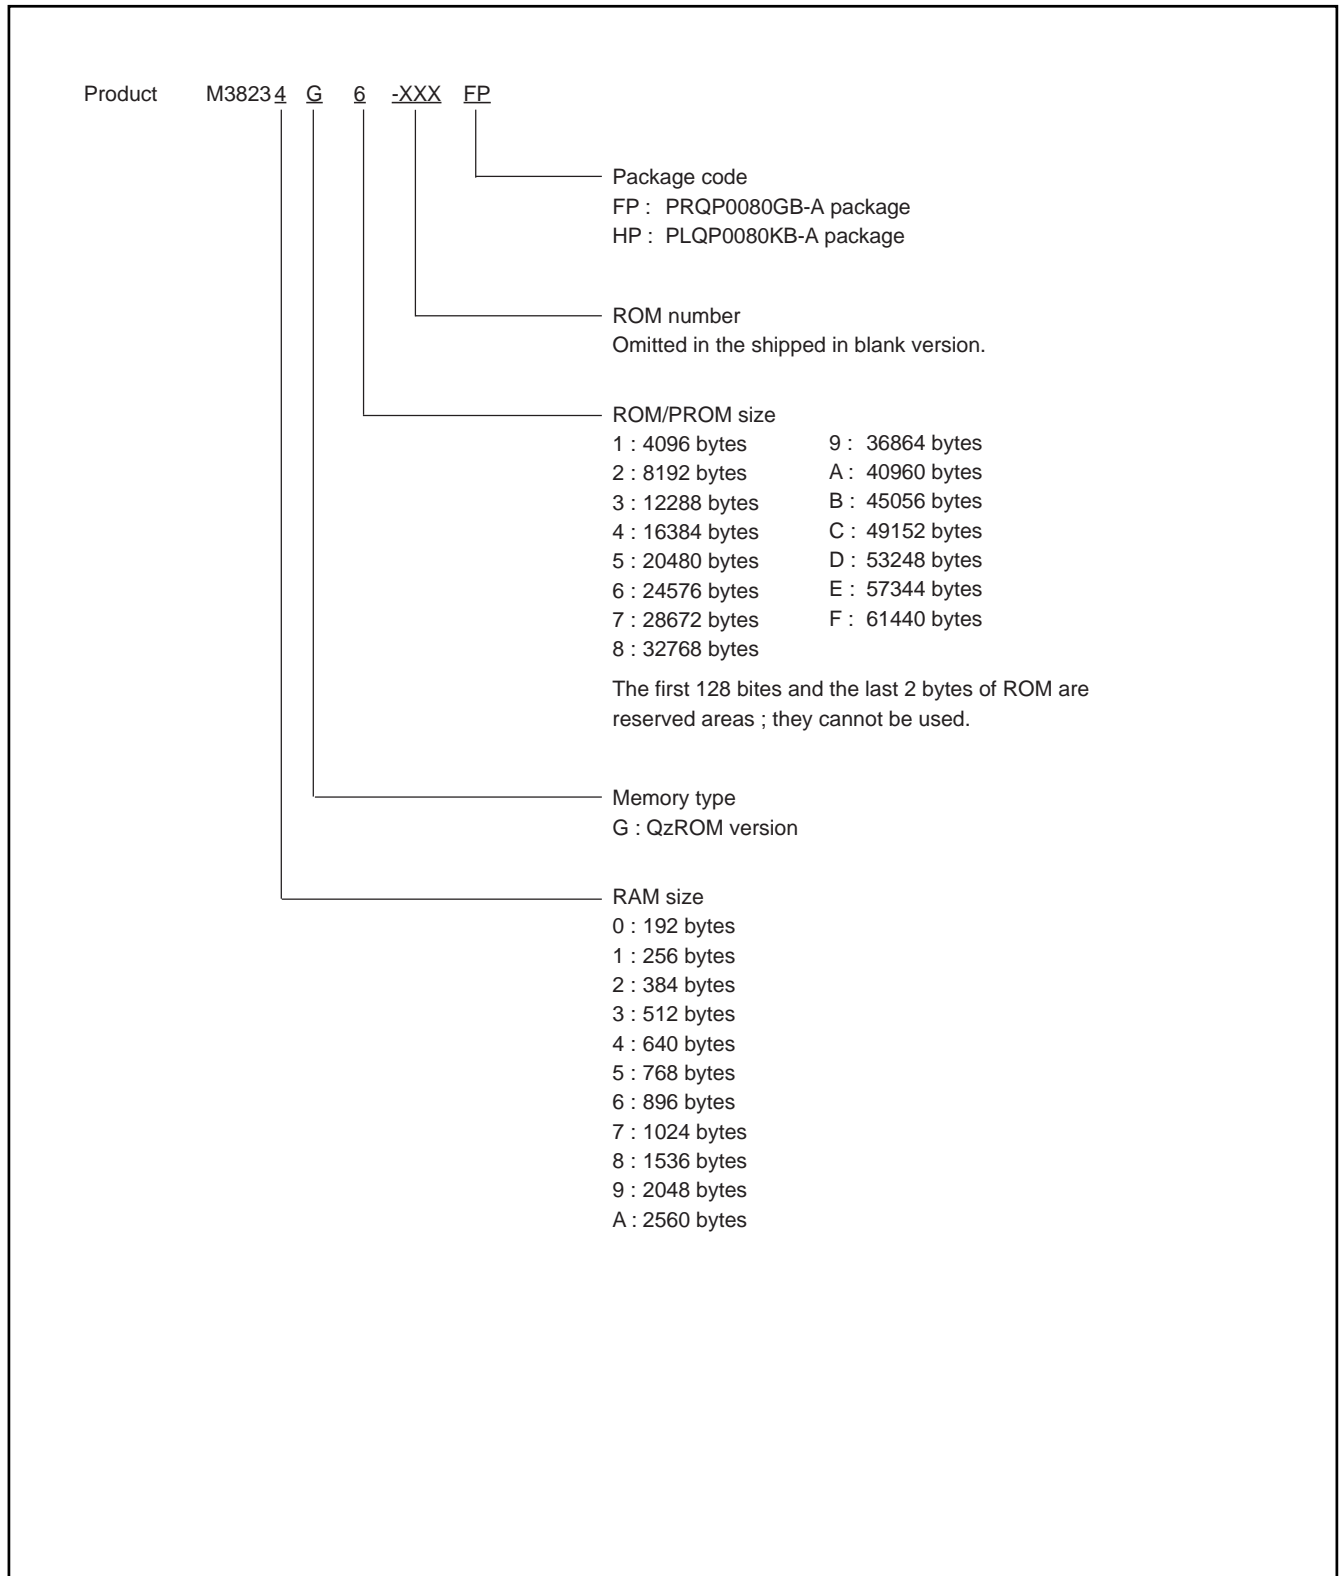 Product M38234 G 6 -XXX FP
Package code
FP : PRQP0080GB-A package
HP : PLQP0080KB-A package
ROM number
Omitted in the shipped in blank version.
ROM/PROM size
1 : 4096 bytes
2 : 8192 bytes
3 : 12288 bytes
4 : 16384 bytes
5 : 20480 bytes
6 : 24576 bytes
7 : 28672 bytes
8 : 32768 bytes
9 : 36864 bytes
A : 40960 bytes
B : 45056 bytes
C : 49152 bytes
D : 53248 bytes
E : 57344 bytes
F : 61440 bytes
The first 128 bites and the last 2 bytes of ROM are
reserved areas ; they cannot be used.
Memory type
G : QzROM version
RAM size
0 : 192 bytes
1 : 256 bytes
2 : 384 bytes
3 : 512 bytes
4 : 640 bytes
5 : 768 bytes
6 : 896 bytes
7 : 1024 bytes
8 : 1536 bytes
9 : 2048 bytes
A : 2560 bytes